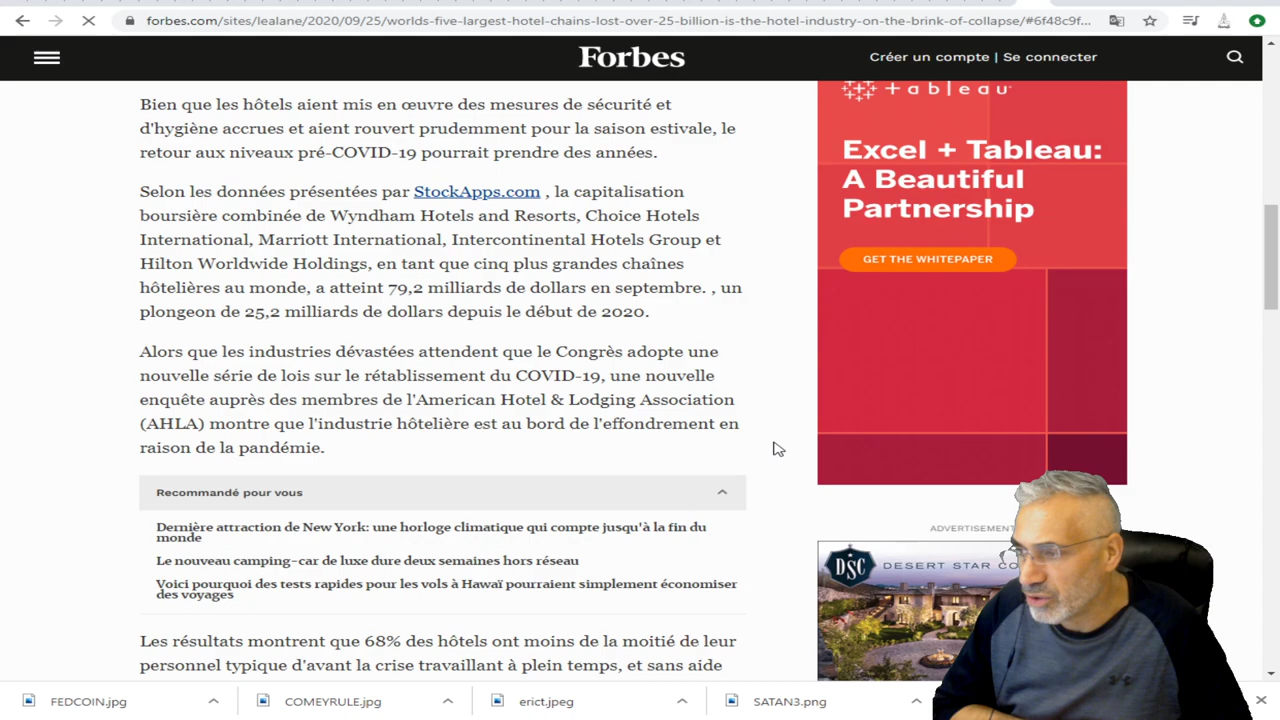 forbes.com/sites/lealane/2020/09/25/worlds-five-largest-hotel-chains-lost-over-25-billion-is-the-hotel-industry-on-the-brink-of-collapse/#6f48c9f...
Forbes
Créer un compte | Se connecter
Bien que les hôtels aient mis en œuvre des mesures de sécurité et
d'hygiène accrues et aient rouvert prudemment pour la saison estivale, le
retour aux niveaux pré-COVID-19 pourrait prendre des années.
Selon les données présentées par StockApps.com , la capitalisation
boursière combinée de Wyndham Hotels and Resorts, Choice Hotels
International, Marriott International, Intercontinental Hotels Group et
Hilton Worldwide Holdings, en tant que cinq plus grandes chaînes
hôtelières au monde, a atteint 79,2 milliards de dollars en septembre. , un
plongeon de 25,2 milliards de dollars depuis le début de 2020.
Alors que les industries dévastées attendent que le Congrès adopte une
nouvelle série de lois sur le rétablissement du COVID-19, une nouvelle
enquête auprès des membres de l'American Hotel & Lodging Association
(AHLA) montre que l'industrie hôtelière est au bord de l'effondrement en
raison de la pandémie.
Recommandé pour vous
Dernière attraction de New York: une horloge climatique qui compte jusqu'à la fin du
monde
Le nouveau camping-car de luxe dure deux semaines hors réseau
Voici pourquoi des tests rapides pour les vols à Hawaï pourraient simplement économiser
des voyages
Les résultats montrent que 68% des hôtels ont moins de la moitié de leur
personnel typique d'avant la crise travaillant à plein temps, et sans aide
+ a b l e a u
Excel + Tableau:
A Beautiful
Partnership
GET THE WHITEPAPER
ADVERTISEMENT
DSC
DESERT STAR CO
FEDCOIN.jpg
COMEYRULE.jpg
erict.jpeg
SATAN3.png